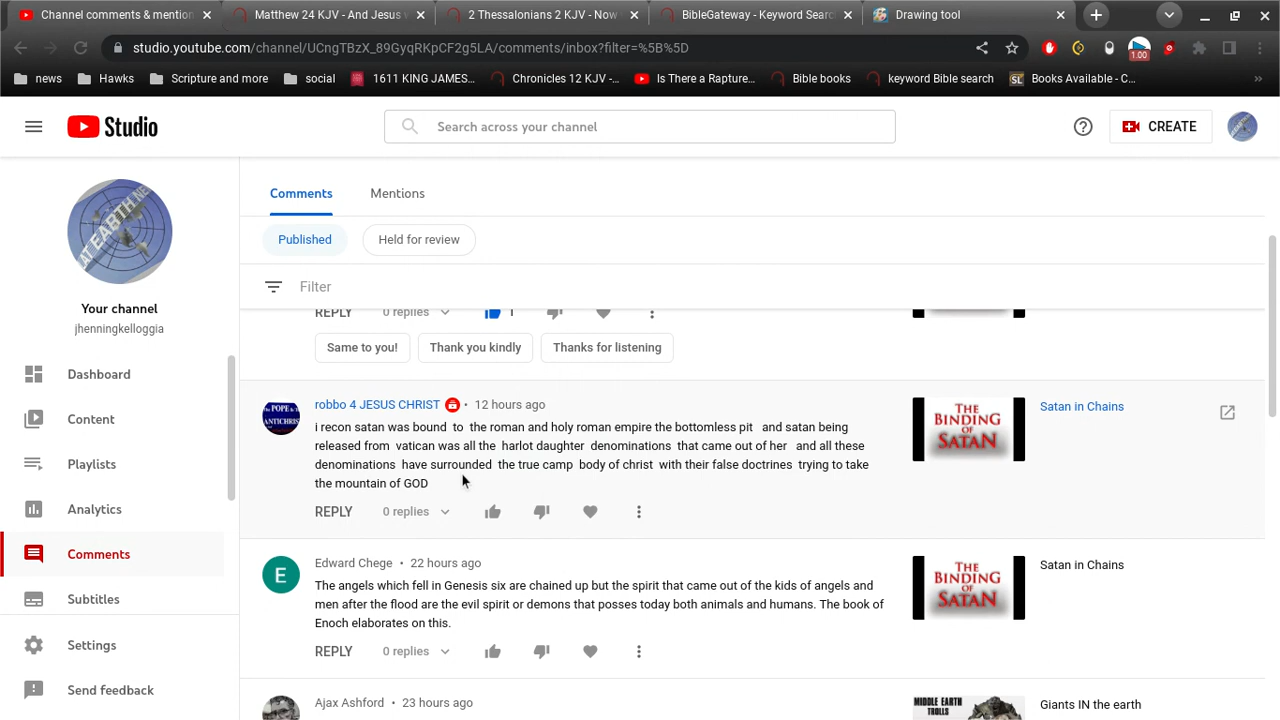 Channel comments & mention
Matthew 24 KJV - And Jesus w
2 Thessalonians 2 KJV - Now
BibleGateway - Keyword Searc
Drawing tool
studio.youtube.com/channel/UCngTBzX_89GyqRKpCF2g5LA/comments/inbox?filter=%5B%5D
1.00
news
Hawks
Scripture and more
social
1611 KING JAMES...
Chronicles 12 KJV -...
Is There a Rapture...
Bible books
keyword Bible search
SL
Books Available - C...
»
Studio
Search across your channel
CREATE
AT EARTH.NE
Your channel
jhenningkelloggia
Dashboard
Content
Playlists
Analytics
Comments
Subtitles
Settings
Send feedback
Comments
Mentions
Published
Held for review
Filter
REPLY
0 replies
1
Same to you!
Thank you kindly
Thanks for listening
POPE
ANTICHRIST
robbo 4 JESUS CHRIST • 12 hours ago
i recon satan was bound to the roman and holy roman empire the bottomless pit and satan being
released from vatican was all the harlot daughter denominations that came out of her and all these
denominations have surrounded the true camp body of christ with their false doctrines trying to take
the mountain of GOD
REPLY
0 replies
THE
BINDING
OF
SATAN
Satan in Chains
E
Edward Chege • 22 hours ago
The angels which fell in Genesis six are chained up but the spirit that came out of the kids of angels and
men after the flood are the evil spirit or demons that posses today both animals and humans. The book of
Enoch elaborates on this.
REPLY
0 replies
THE
BINDING
OF
SATAN
Satan in Chains
Ajax Ashford • 23 hours ago
MIDDLE EARTH
TROLLS
Giants IN the earth